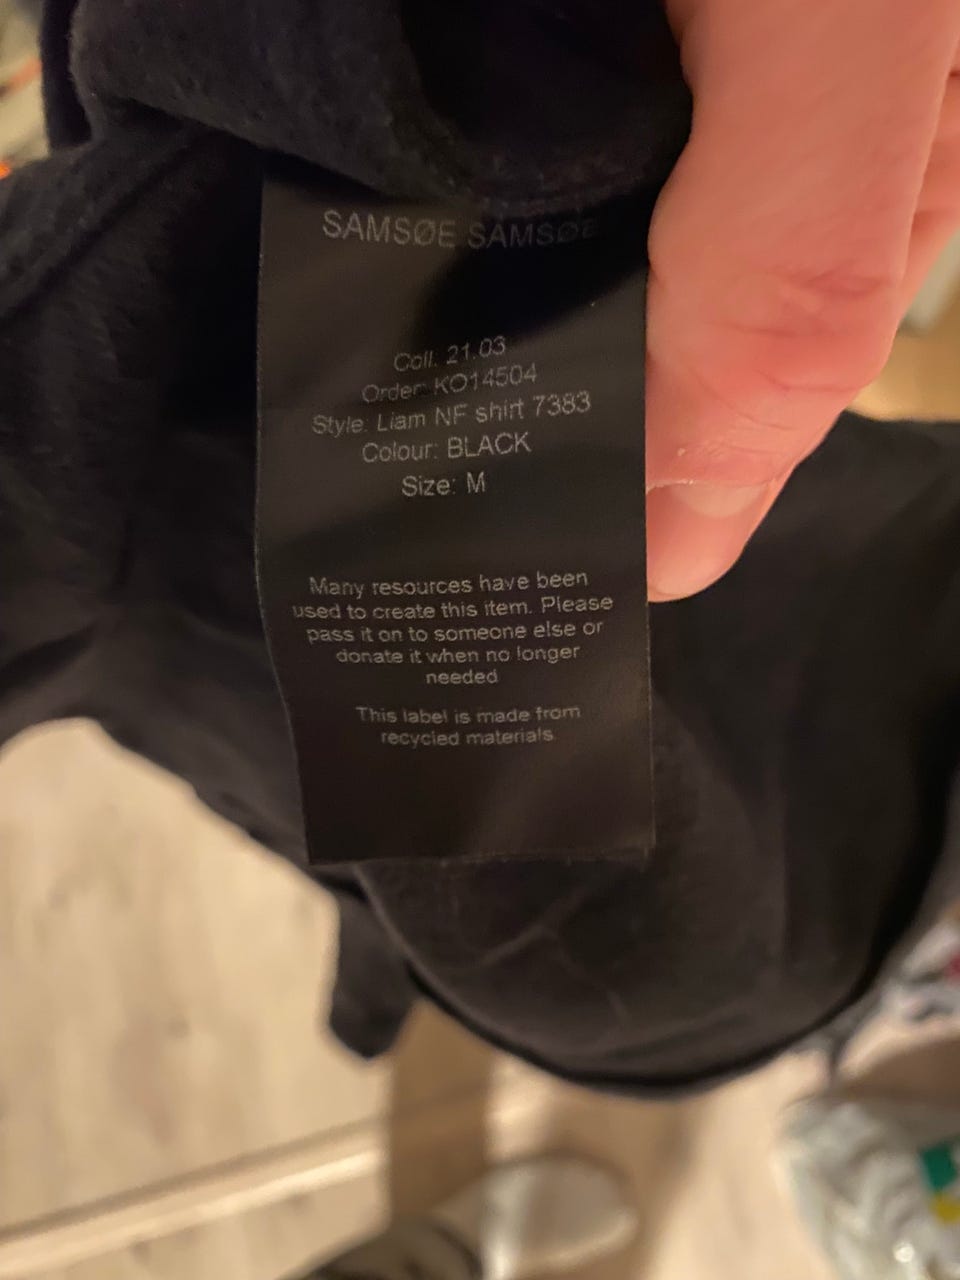 SAMSØE SAMSØE
Coll: 21.03
Order: KO14504
Style: Liam NF shirt 7383
Colour: BLACK
Size: M
Many resources have been
used to create this item. Please
pass it on to someone else or
donate it when no longer
needed
This label is made from
recycled materials